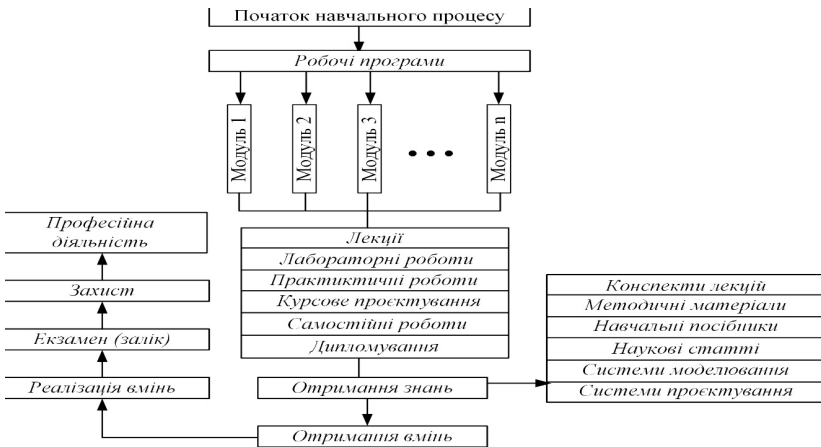 Початок навчального процесу
Робочі програми
Модуль 1
Модуль 2
Модуль 3
Модуль n
Лекції
Лабораторні роботи
Практиктичні роботи
Курсове проєктування
Самостійні роботи
Дипломування
Професійна
діяльність
Захист
Екзамен (залік)
Реалізація вмінь
Отримання знань
Отримання вмінь
Конспекти лекцій
Методичні матеріали
Навчальні посібники
Наукові статті
Системи моделювання
Системи проєктування